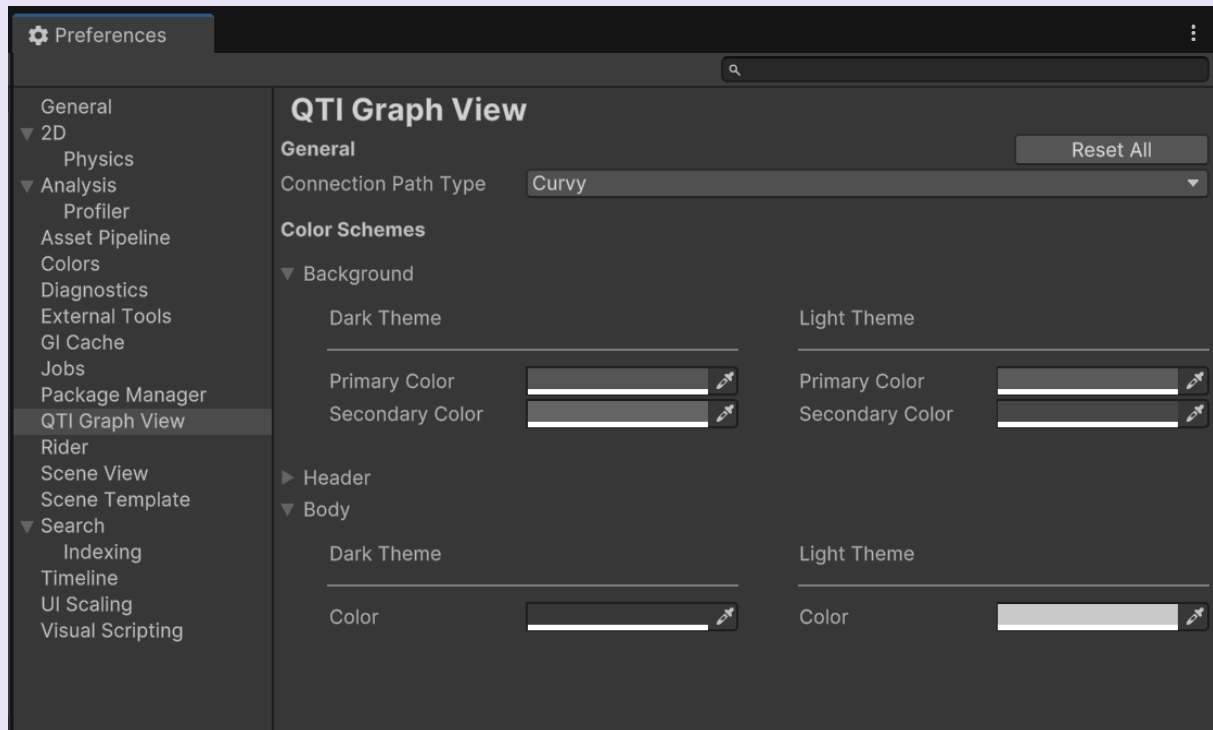 Preferences
General
2D
Physics
Analysis
Profiler
Asset Pipeline
Colors
Diagnostics
External Tools
GI Cache
Jobs
Package Manager
QTI Graph View
Rider
Scene View
Scene Template
Search
Indexing
Timeline
UI Scaling
Visual Scripting
QTI Graph View
General
Reset All
Connection Path Type Curvy
Color Schemes
Background
Dark Theme Light Theme
Primary Color Primary Color
Secondary Color Secondary Color
Header
Body
Dark Theme Light Theme
Color Color